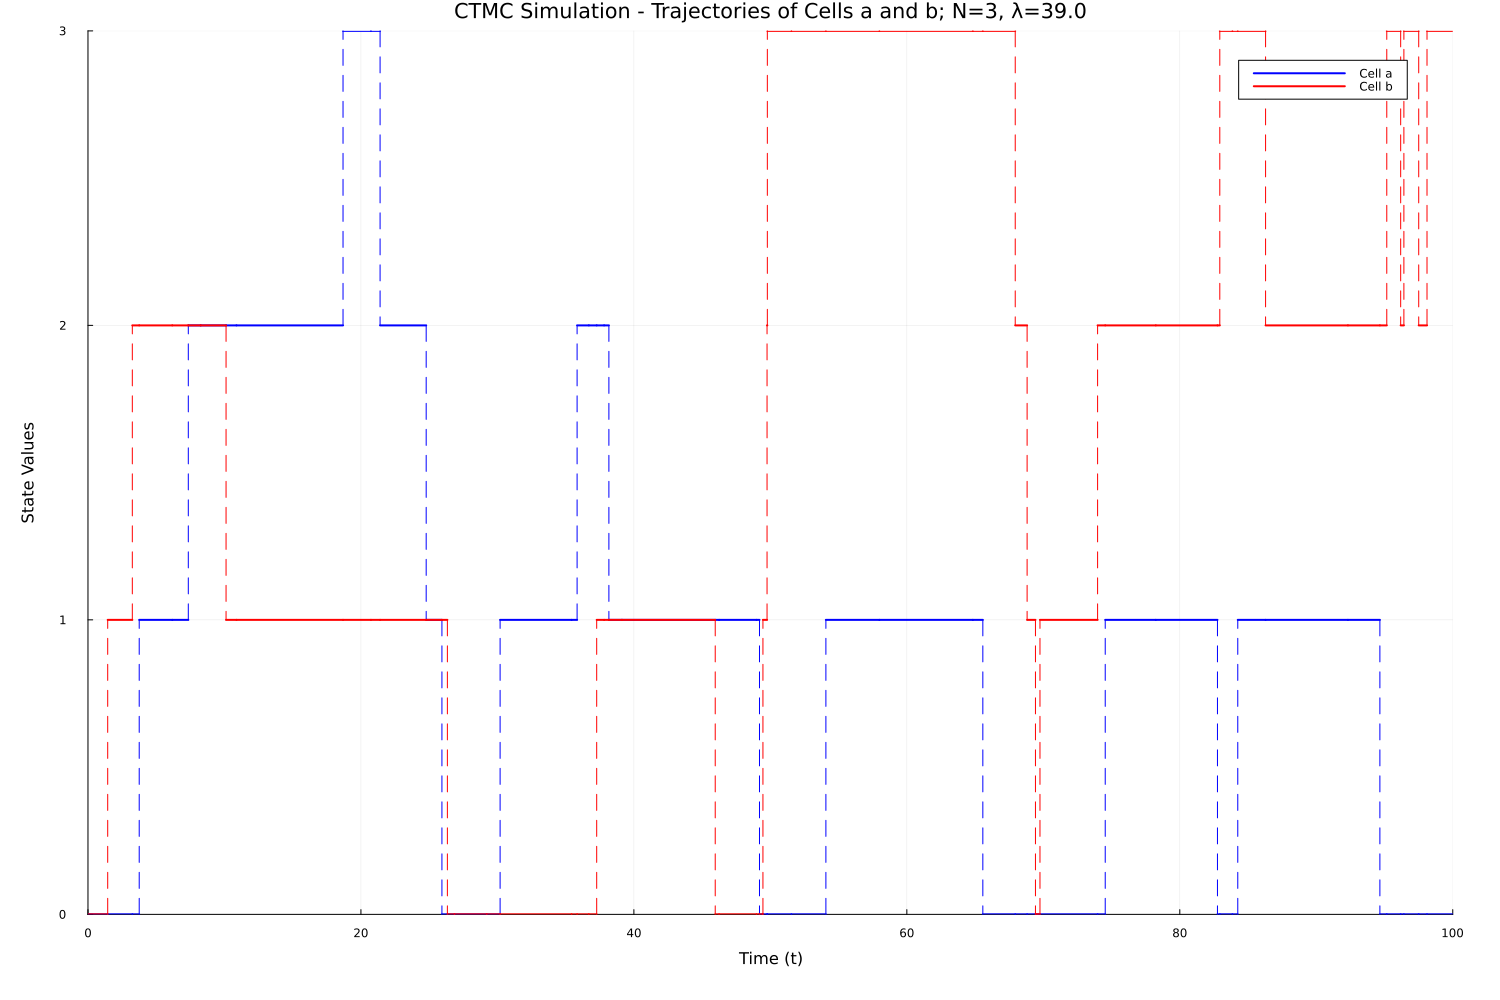 CTMC Simulation - Trajectories of Cells a and b; N=3, λ=39.0
3
Cell a
Cell b
2
State Values
1
0
0 20 40 60 80 100
Time (t)